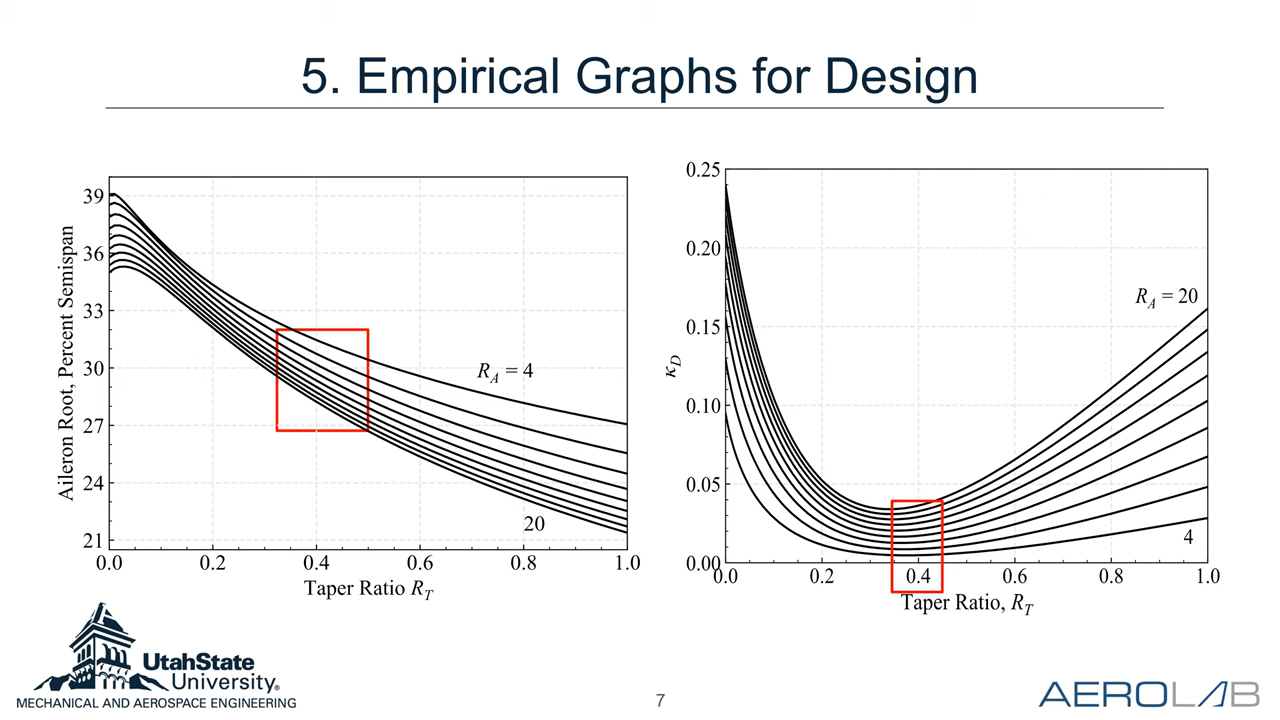 5. Empirical Graphs for Design
39
36
33
30
27
24
21
0.0 0.2 0.4 0.6 0.8 1.0
Aileron Root, Percent Semispan
Taper Ratio R_T
R_A = 4
20
0.25
0.20
0.15
0.10
0.05
0.00
0.0 0.2 0.4 0.6 0.8 1.0
κ_D
Taper Ratio, R_T
R_A = 20
4
UtahState
University®
MECHANICAL AND AEROSPACE ENGINEERING
7
AEROLAB